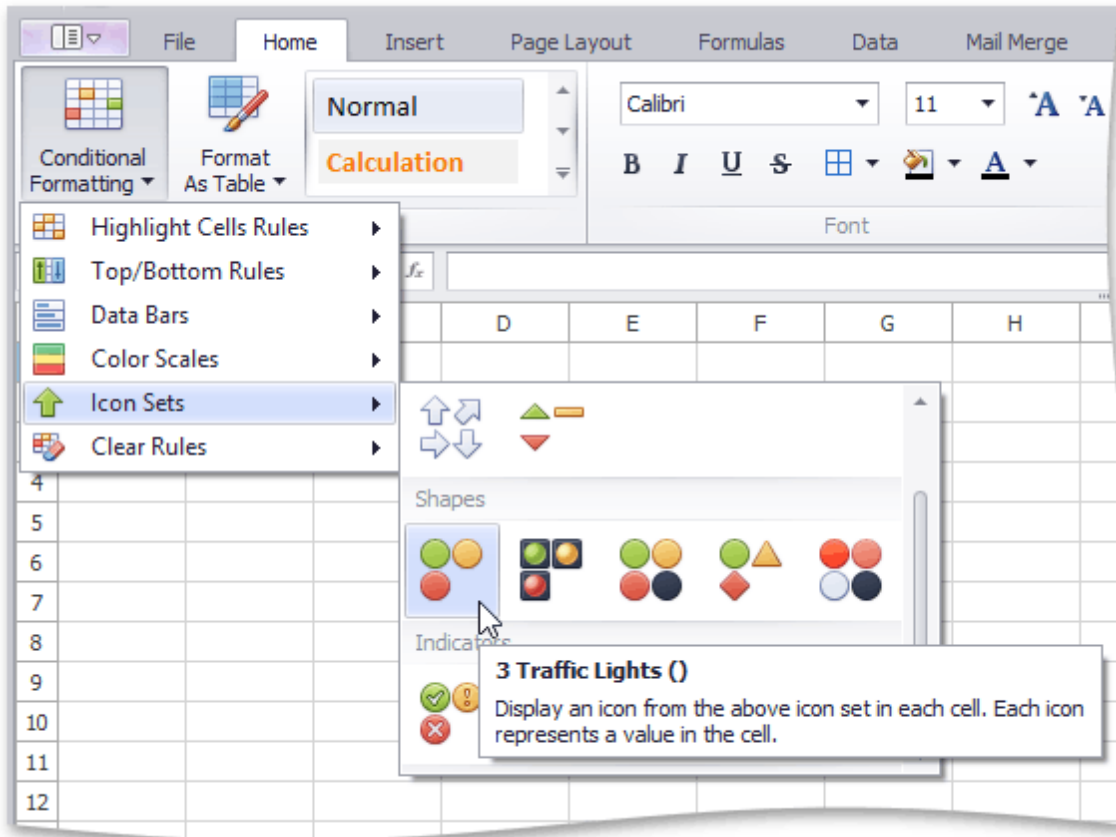 File Home Insert Page Layout Formulas Data Mail Merge
Conditional
Formatting
Format
As Table
Normal
Calculation
Calibri 11 A A
B I U S A
Font
Highlight Cells Rules
Top/Bottom Rules
Data Bars
Color Scales
Icon Sets
Clear Rules
fx
D E F G H
Shapes
Indicators
3 Traffic Lights ()
Display an icon from the above icon set in each cell. Each icon
represents a value in the cell.
4
5
6
7
8
9
10
11
12